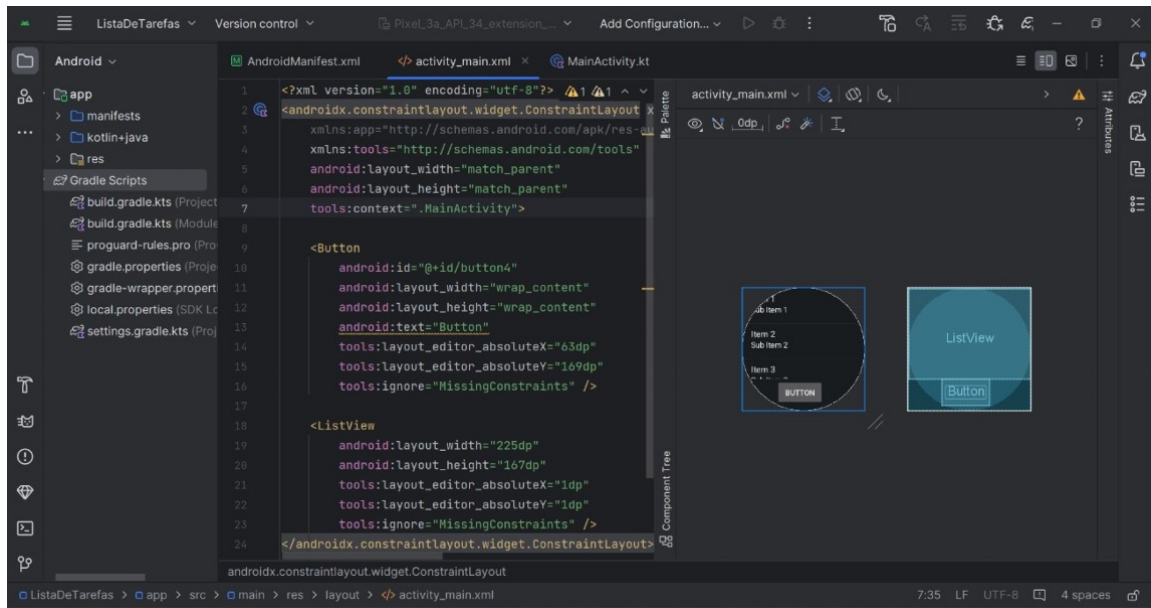 ListaDeTarefas
Version control
Pixel_3a_API_34_extension_...
Add Configuration...
Android
AndroidManifest.xml
activity_main.xml
MainActivity.kt
app
manifests
kotlin+java
res
Gradle Scripts
build.gradle.kts (Project
build.gradle.kts (Module
proguard-rules.pro (Pro
gradle.properties (Proje
gradle-wrapper.propert
local.properties (SDK Lo
settings.gradle.kts (Proj
1 <?xml version="1.0" encoding="utf-8"?> 1 1
2 <androidx.constraintlayout.widget.ConstraintLayout x
3 xmlns:app="http://schemas.android.com/apk/res-au
4 xmlns:tools="http://schemas.android.com/tools"
5 android:layout_width="match_parent"
6 android:layout_height="match_parent"
7 tools:context=".MainActivity">
8
9 <Button
10 android:id="@+id/button4"
11 android:layout_width="wrap_content"
12 android:layout_height="wrap_content"
13 android:text="Button"
14 tools:layout_editor_absoluteX="63dp"
15 tools:layout_editor_absoluteY="169dp"
16 tools:ignore="MissingConstraints" />
17
18 <ListView
19 android:layout_width="225dp"
20 android:layout_height="167dp"
21 tools:layout_editor_absoluteX="1dp"
22 tools:layout_editor_absoluteY="1dp"
23 tools:ignore="MissingConstraints" />
24 </androidx.constraintlayout.widget.ConstraintLayout>
androidx.constraintlayout.widget.ConstraintLayout
Palette
Component Tree
activity_main.xml
0dp
?
Attributes
1
Sub Item 1
Item 2
Sub Item 2
Item 3
BUTTON
ListView
Button
ListaDeTarefas > app > src > main > res > layout > activity_main.xml
7:35 LF UTF-8 4 spaces